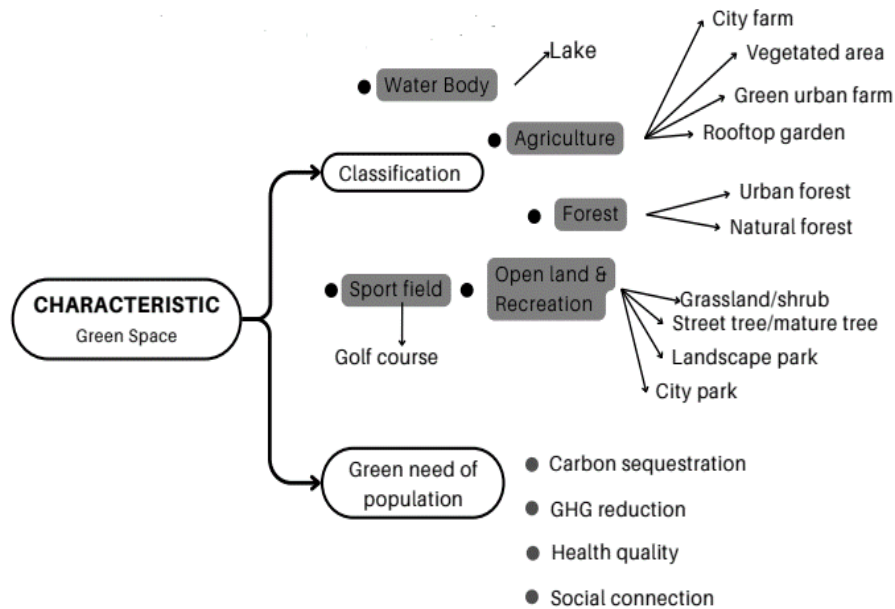 Water Body
Lake
City farm
Vegetated area
Green urban farm
Rooftop garden
Agriculture
Classification
Forest
Urban forest
Natural forest
CHARACTERISTIC
Green Space
Sport field
Golf course
Open land &
Recreation
Grassland/shrub
Street tree/mature tree
Landscape park
City park
Green need of
population
Carbon sequestration
GHG reduction
Health quality
Social connection